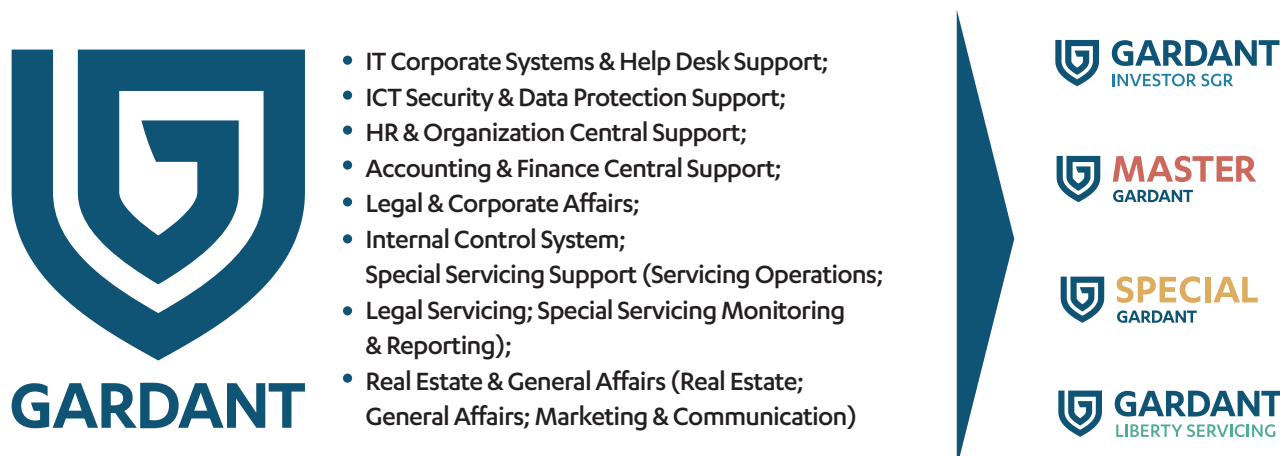 GARDANT
• IT Corporate Systems & Help Desk Support;
• ICT Security & Data Protection Support;
• HR & Organization Central Support;
• Accounting & Finance Central Support;
• Legal & Corporate Affairs;
• Internal Control System;
Special Servicing Support (Servicing Operations;
• Legal Servicing; Special Servicing Monitoring
& Reporting);
• Real Estate & General Affairs (Real Estate;
General Affairs; Marketing & Communication)
GARDANT
INVESTOR SGR
MASTER
GARDANT
SPECIAL
GARDANT
GARDANT
LIBERTY SERVICING